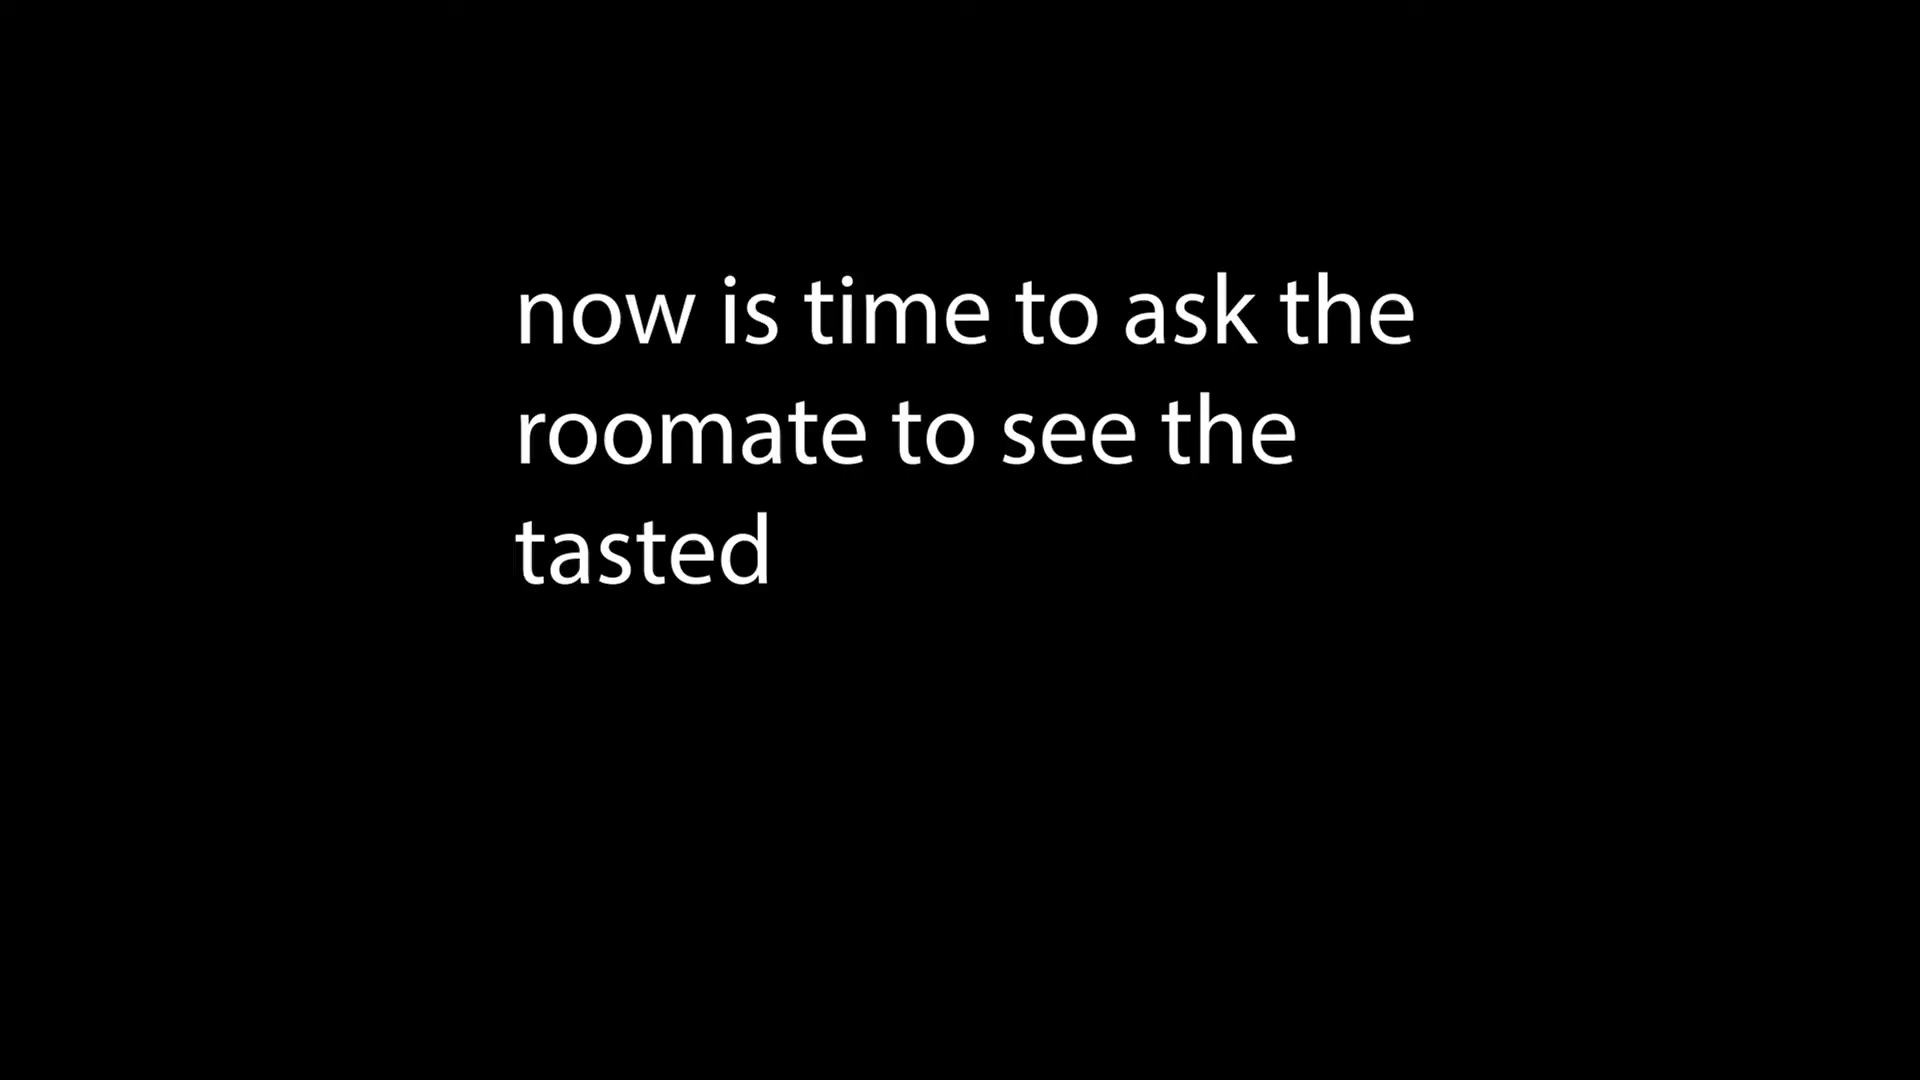 now is time to ask the
roomate to see the
tasted